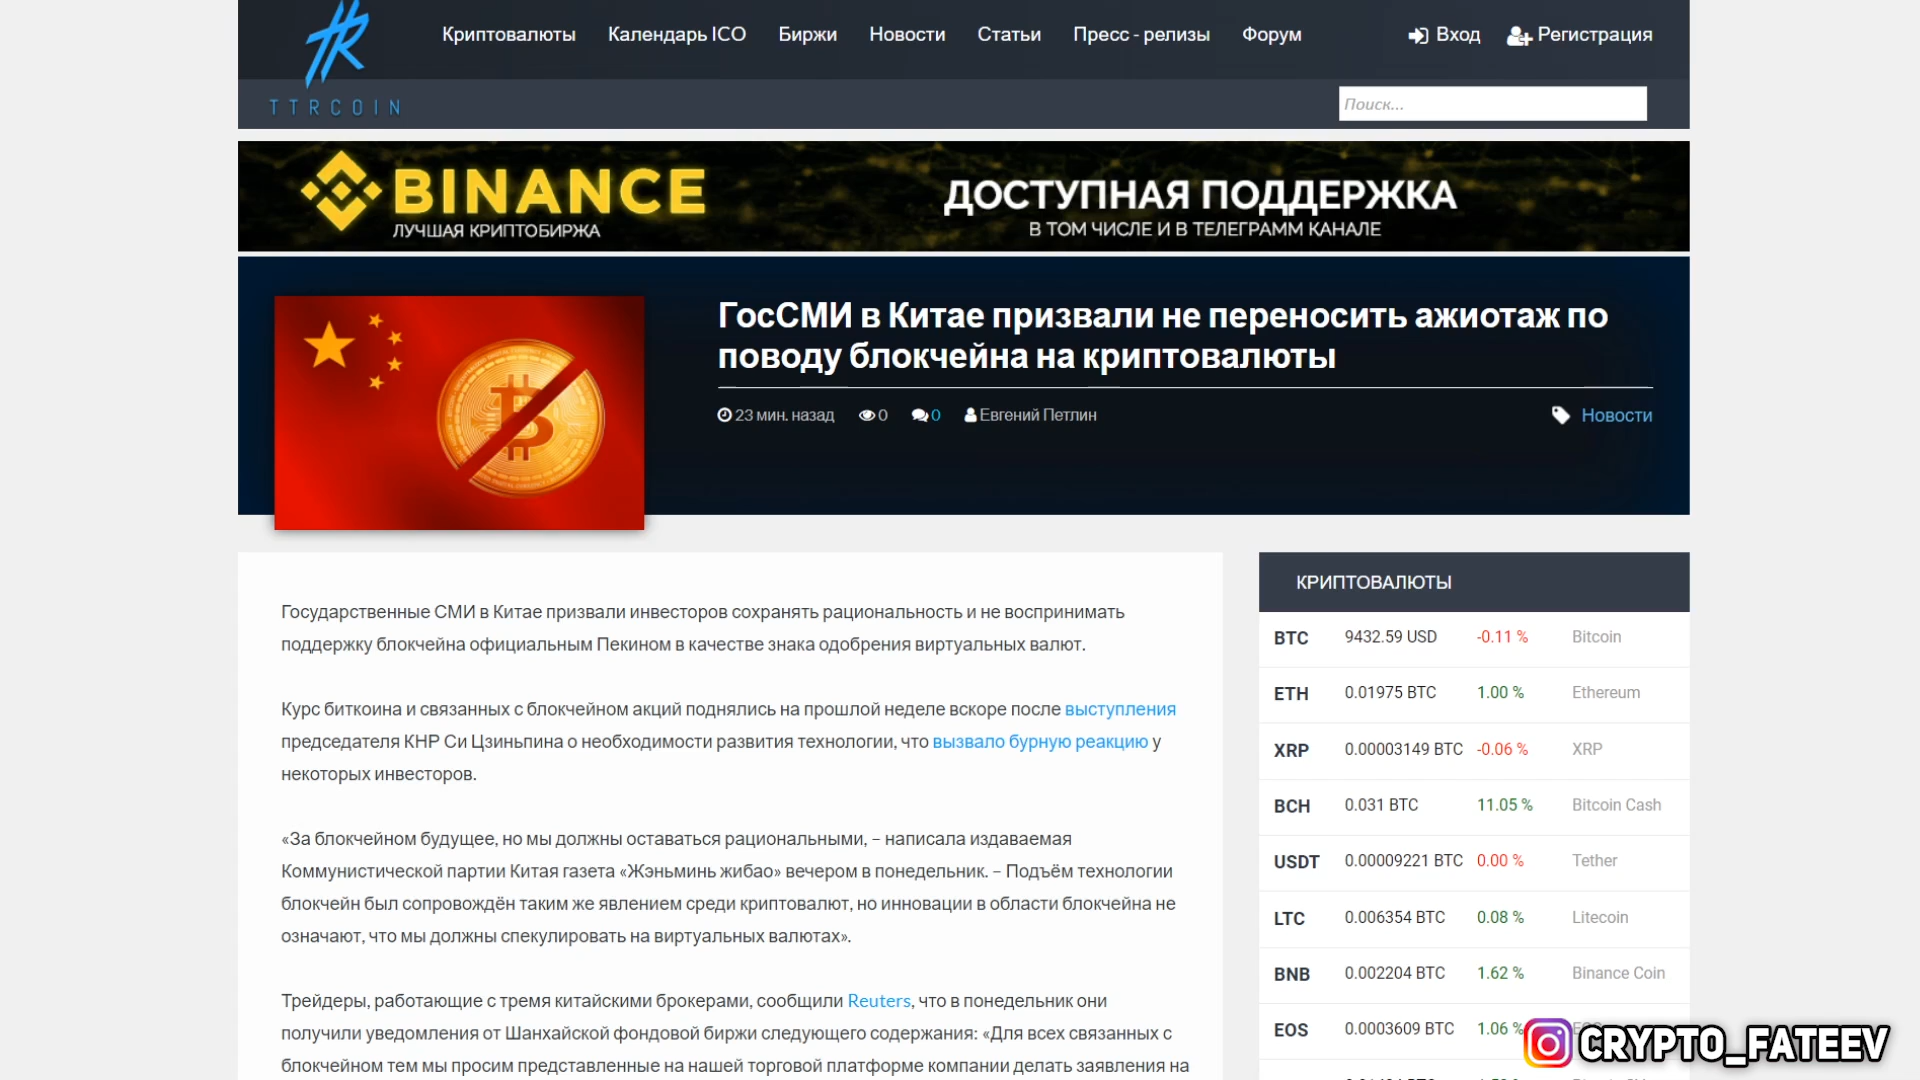 Криптовалюты Календарь ICO Биржи Новости Статьи Пресс - релизы Форум Вход Регистрация
TTRCOIN
Поиск...
BINANCE
ЛУЧШАЯ КРИПТОБИРЖА
ДОСТУПНАЯ ПОДДЕРЖКА
В ТОМ ЧИСЛЕ И В ТЕЛЕГРАММ КАНАЛЕ
ГосСМИ в Китае призвали не переносить ажиотаж по
поводу блокчейна на криптовалюты
23 мин. назад 0 0 Евгений Петлин Новости
Государственные СМИ в Китае призвали инвесторов сохранять рациональность и не воспринимать
поддержку блокчейна официальным Пекином в качестве знака одобрения виртуальных валют.
Курс биткоина и связанных с блокчейном акций поднялись на прошлой неделе вскоре после выступления
председателя КНР Си Цзиньпина о необходимости развития технологии, что вызвало бурную реакцию у
некоторых инвесторов.
«За блокчейном будущее, но мы должны оставаться рациональными, – написала издаваемая
Коммунистической партии Китая газета «Жэньминь жибао» вечером в понедельник. – Подъём технологии
блокчейн был сопровождён таким же явлением среди криптовалют, но инновации в области блокчейна не
означают, что мы должны спекулировать на виртуальных валютах».
Трейдеры, работающие с тремя китайскими брокерами, сообщили Reuters, что в понедельник они
получили уведомления от Шанхайской фондовой биржи следующего содержания: «Для всех связанных с
блокчейном тем мы просим представленные на нашей торговой платформе компании делать заявления на
КРИПТОВАЛЮТЫ
BTC 9432.59 USD -0.11 % Bitcoin
ETH 0.01975 BTC 1.00 % Ethereum
XRP 0.00003149 BTC -0.06 % XRP
BCH 0.031 BTC 11.05 % Bitcoin Cash
USDT 0.00009221 BTC 0.00 % Tether
LTC 0.006354 BTC 0.08 % Litecoin
BNB 0.002204 BTC 1.62 % Binance Coin
EOS 0.0003609 BTC 1.06 %
CRYPTO_FATEEV